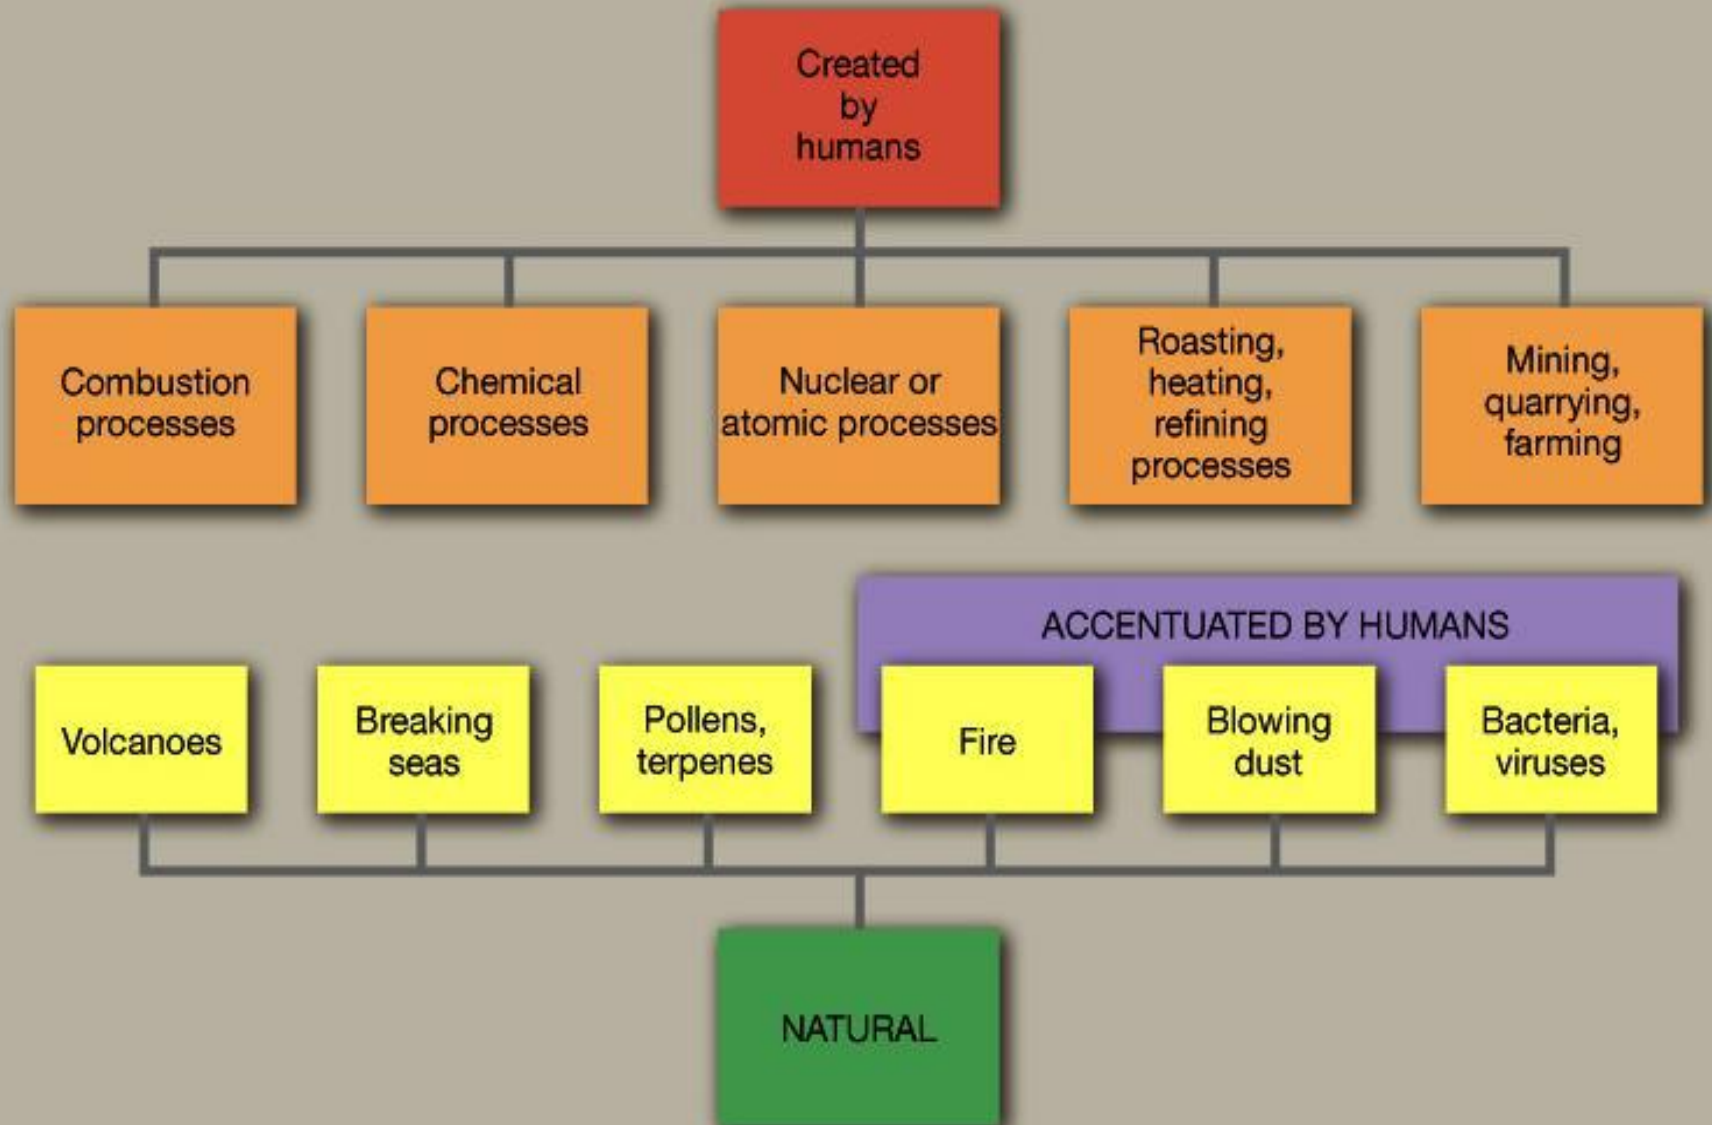 Created
by
humans
Combustion
processes
Chemical
processes
Nuclear or
atomic processes
Roasting,
heating,
refining
processes
Mining,
quarrying,
farming
ACCENTUATED BY HUMANS
Volcanoes
Breaking
seas
Pollens,
terpenes
Fire
Blowing
dust
Bacteria,
viruses
NATURAL